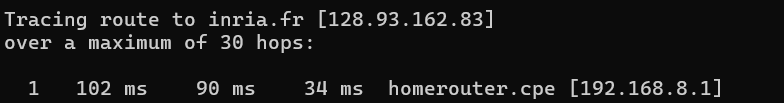 Tracing route to inria.fr [128.93.162.83]
over a maximum of 30 hops:
1 102 ms 90 ms 34 ms homerouter.cpe [192.168.8.1]